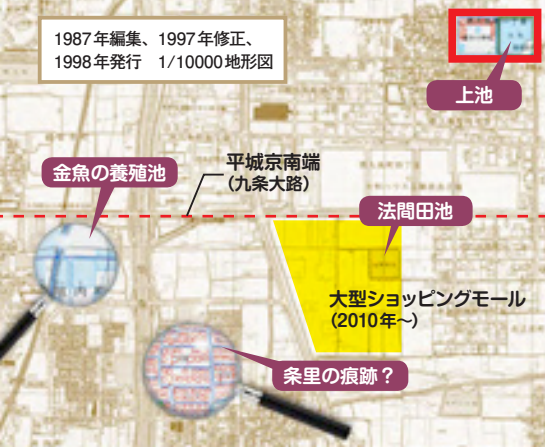 1987年編集、1997年修正、
1998年発行　1/10000地形図
上池
金魚の養殖池
平城京南端
（九条大路）
法間田池
大型ショッピングモール
（2010年～）
条里の痕跡？